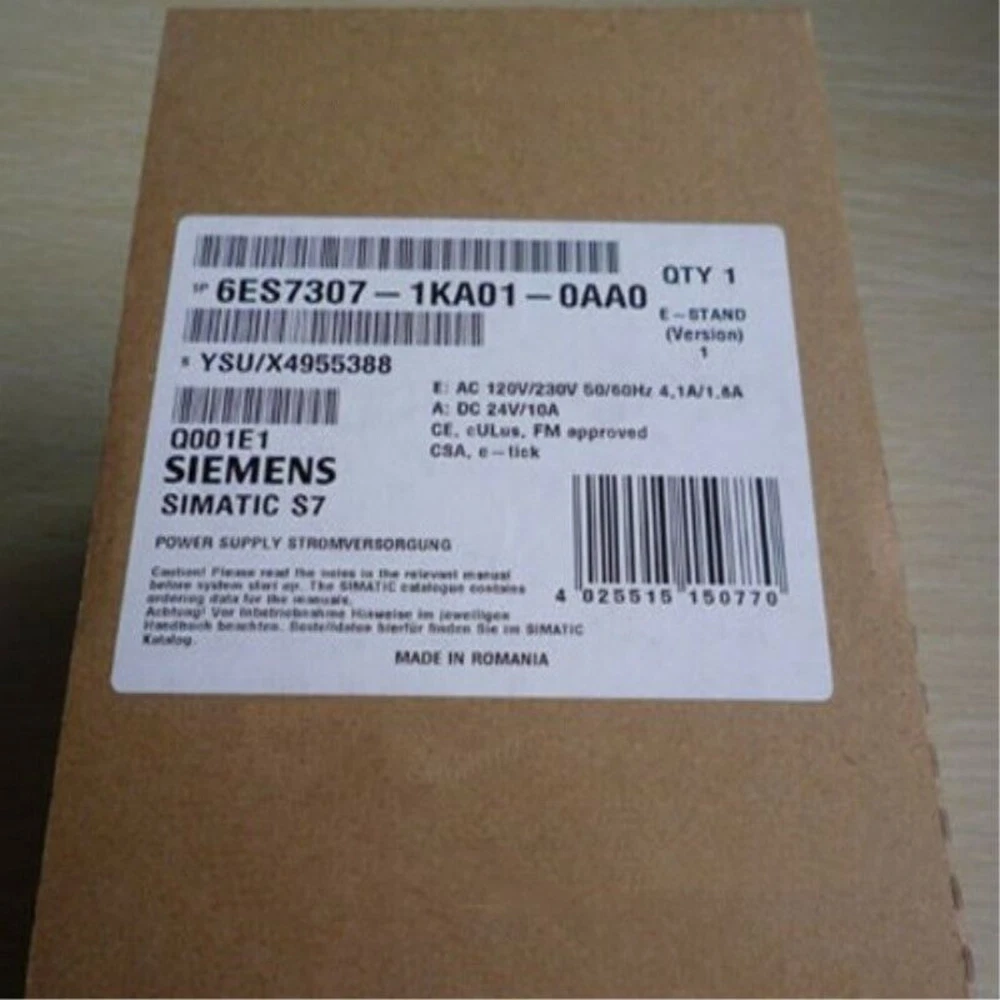 1P 6ES7307-1KA01-0AA0
QTY 1
E-STAND
(Version)
1
S YSU/X4955388
Q001E1
E: AC 120V/230V 50/60Hz 4,1A/1,8A
A: DC 24V/10A
CE, cULus, FM approved
CSA, c-tick
SIEMENS
SIMATIC S7
POWER SUPPLY STROMVERSORGUNG
Caution! Please read the notes in the relevant manual
before system start up. The SIMATIC catalogue contains
ordering data for the manuals.
Achtung! Vor Inbetriebnahme Hinweise im jeweiligen
Handbuch beachten. Bestelldaten hierfür finden Sie im SIMATIC
Katalog.
4 025515 150770
MADE IN ROMANIA